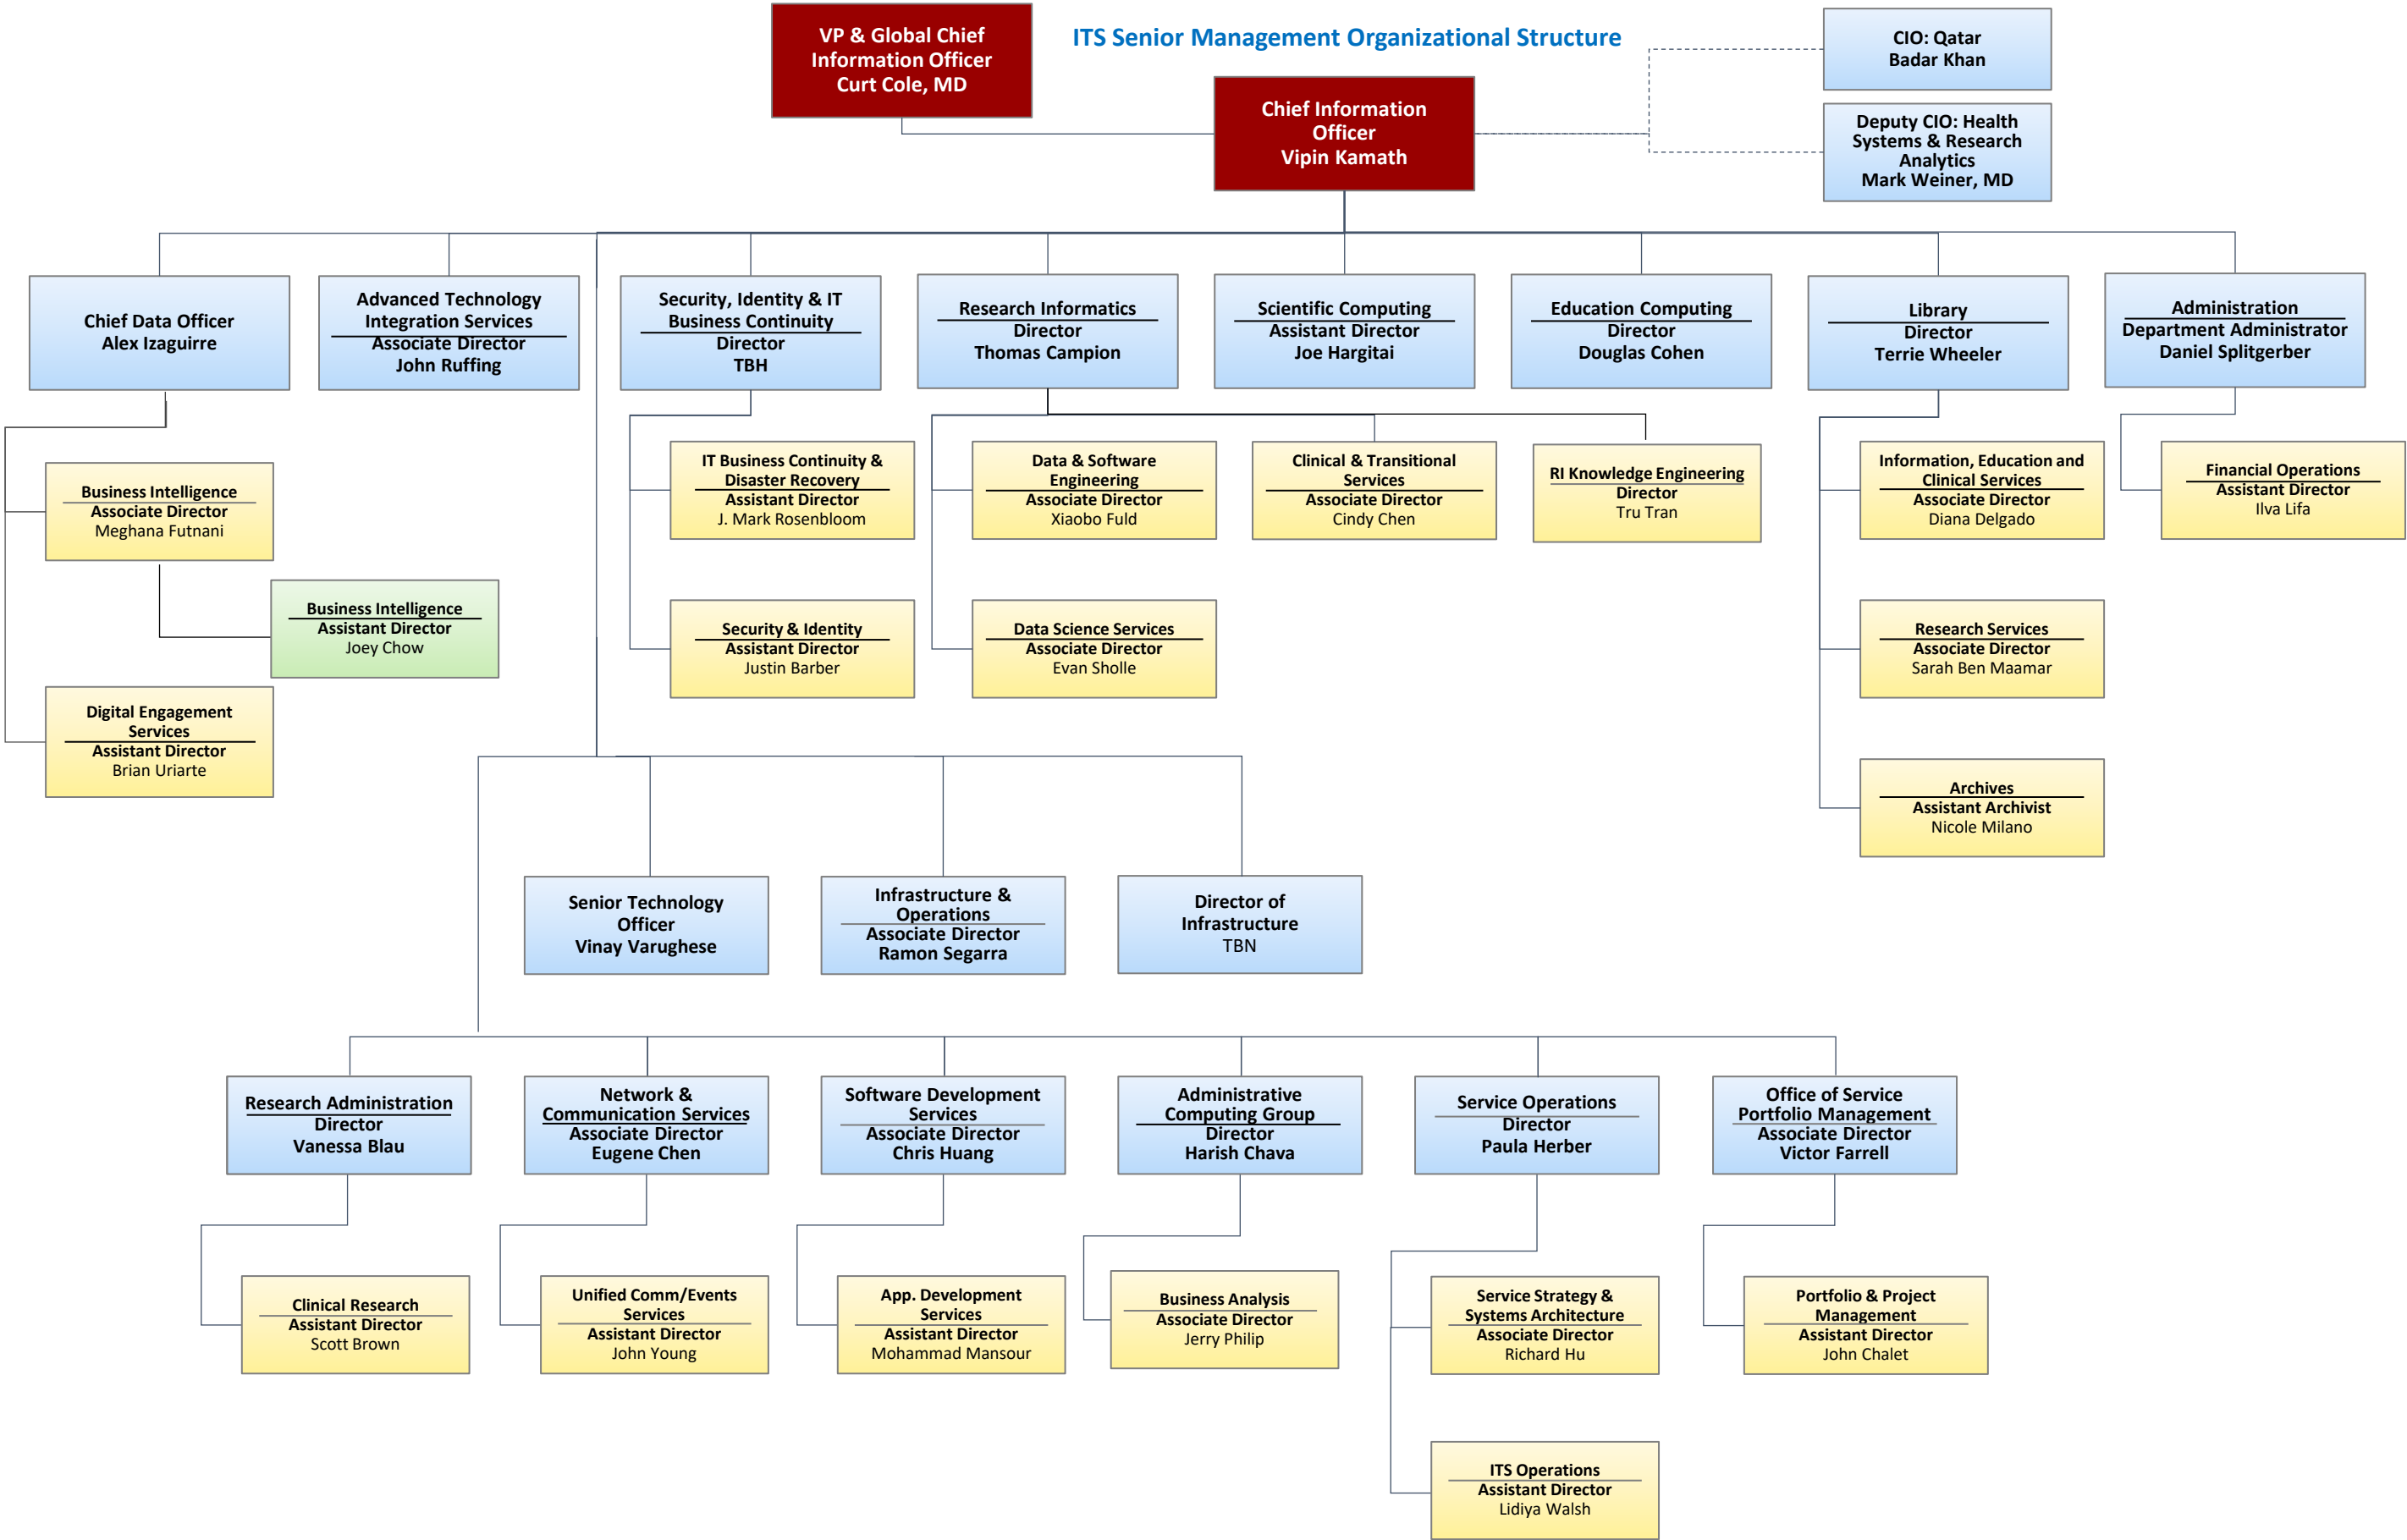 VP & Global Chief
Information Officer
Curt Cole, MD
ITS Senior Management Organizational Structure
Chief Information
Officer
Vipin Kamath
CIO: Qatar
Badar Khan
Deputy CIO: Health
Systems & Research
Analytics
Mark Weiner, MD
Chief Data Officer
Alex Izaguirre
Advanced Technology
Integration Services
Associate Director
John Ruffing
Security, Identity & IT
Business Continuity
Director
TBH
Research Informatics
Director
Thomas Campion
Scientific Computing
Assistant Director
Joe Hargitai
Education Computing
Director
Douglas Cohen
Library
Director
Terrie Wheeler
Administration
Department Administrator
Daniel Splitgerber
Business Intelligence
Associate Director
Meghana Futnani
Business Intelligence
Assistant Director
Joey Chow
Digital Engagement
Services
Assistant Director
Brian Uriarte
IT Business Continuity &
Disaster Recovery
Assistant Director
J. Mark Rosenbloom
Security & Identity
Assistant Director
Justin Barber
Data & Software
Engineering
Associate Director
Xiaobo Fuld
Clinical & Transitional
Services
Associate Director
Cindy Chen
RI Knowledge Engineering
Director
Tru Tran
Data Science Services
Associate Director
Evan Sholle
Information, Education and
Clinical Services
Associate Director
Diana Delgado
Research Services
Associate Director
Sarah Ben Maamar
Archives
Assistant Archivist
Nicole Milano
Financial Operations
Assistant Director
Ilva Lifa
Senior Technology
Officer
Vinay Varughese
Infrastructure &
Operations
Associate Director
Ramon Segarra
Director of
Infrastructure
TBN
Research Administration
Director
Vanessa Blau
Network &
Communication Services
Associate Director
Eugene Chen
Software Development
Services
Associate Director
Chris Huang
Administrative
Computing Group
Director
Harish Chava
Service Operations
Director
Paula Herber
Office of Service
Portfolio Management
Associate Director
Victor Farrell
Clinical Research
Assistant Director
Scott Brown
Unified Comm/Events
Services
Assistant Director
John Young
App. Development
Services
Assistant Director
Mohammad Mansour
Business Analysis
Associate Director
Jerry Philip
Service Strategy &
Systems Architecture
Associate Director
Richard Hu
Portfolio & Project
Management
Assistant Director
John Chalet
ITS Operations
Assistant Director
Lidiya Walsh